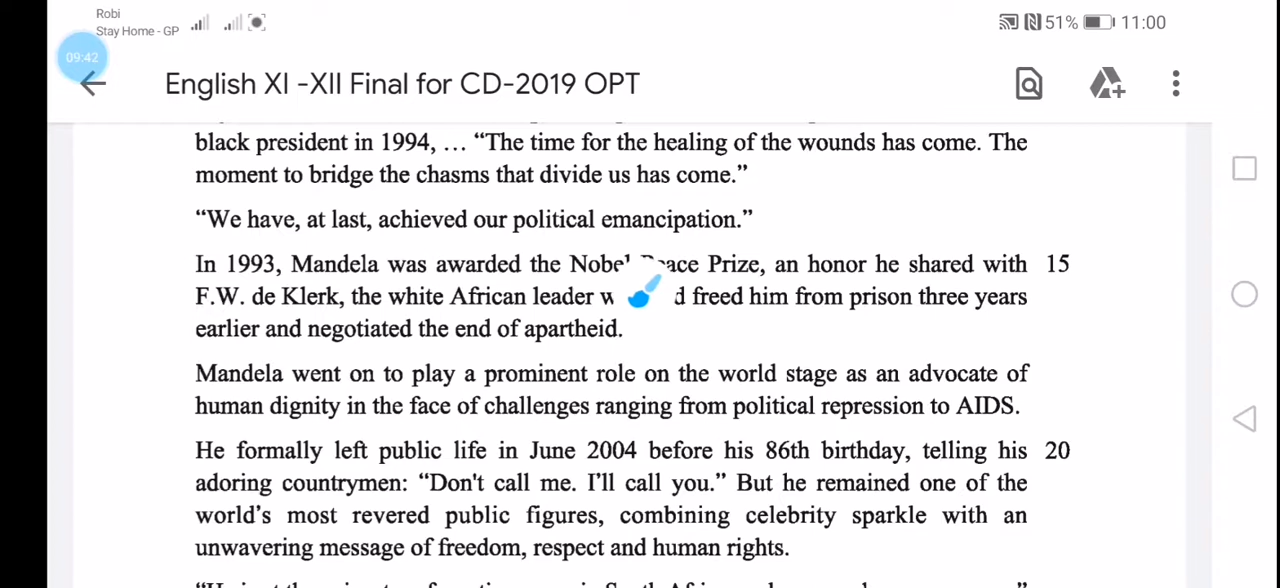 Robi
Stay Home - GP
51% 11:00
09:42
English XI -XII Final for CD-2019 OPT
black president in 1994, … “The time for the healing of the wounds has come. The
moment to bridge the chasms that divide us has come.”
“We have, at last, achieved our political emancipation.”
In 1993, Mandela was awarded the Nobel Peace Prize, an honor he shared with 15
F.W. de Klerk, the white African leader freed him from prison three years
earlier and negotiated the end of apartheid.
Mandela went on to play a prominent role on the world stage as an advocate of
human dignity in the face of challenges ranging from political repression to AIDS.
He formally left public life in June 2004 before his 86th birthday, telling his 20
adoring countrymen: “Don't call me. I’ll call you.” But he remained one of the
world’s most revered public figures, combining celebrity sparkle with an
unwavering message of freedom, respect and human rights.